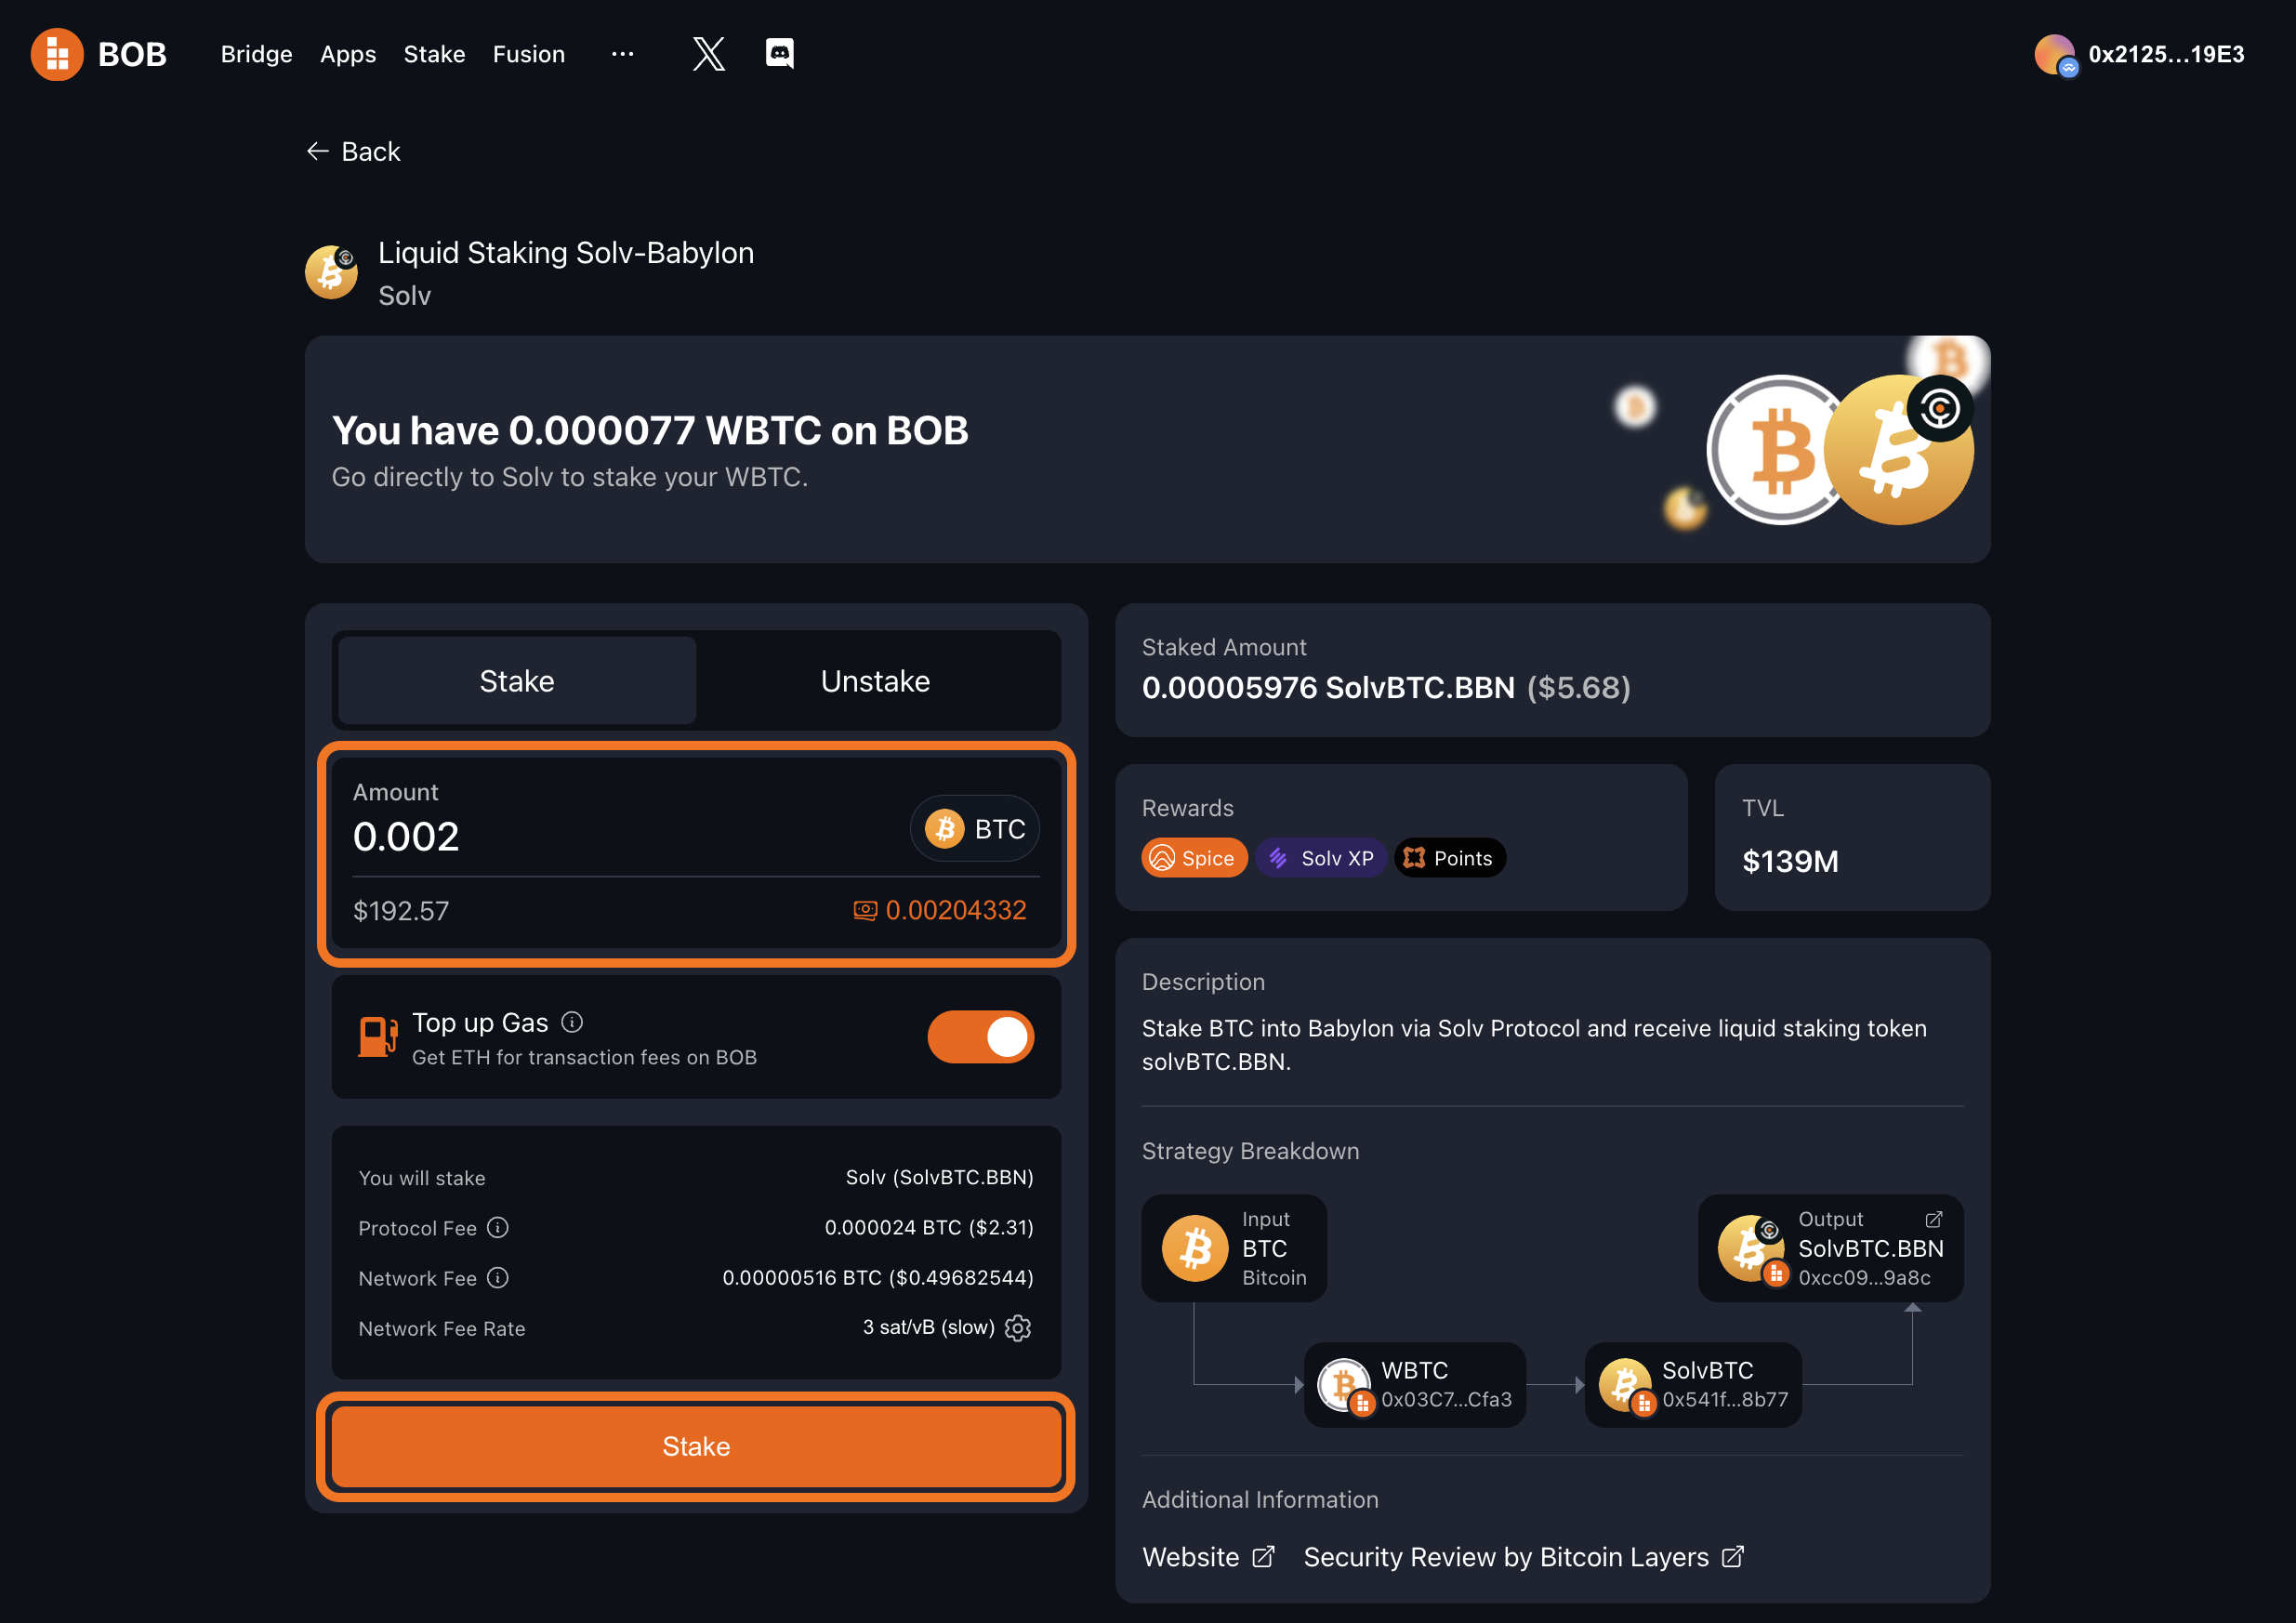 BOB Bridge Apps Stake Fusion 0x2125...19E3
Back
Liquid Staking Solv-Babylon
Solv
You have 0.000077 WBTC on BOB
Go directly to Solv to stake your WBTC.
Stake Unstake
Amount
0.002 BTC
$192.57 0.00204332
Top up Gas
Get ETH for transaction fees on BOB
You will stake Solv (SolvBTC.BBN)
Protocol Fee 0.000024 BTC ($2.31)
Network Fee 0.00000516 BTC ($0.49682544)
Network Fee Rate 3 sat/vB (slow)
Stake
Staked Amount
0.00005976 SolvBTC.BBN ($5.68)
Rewards
Spice Solv XP Points
TVL
$139M
Description
Stake BTC into Babylon via Solv Protocol and receive liquid staking token
solvBTC.BBN.
Strategy Breakdown
Input
BTC
Bitcoin
Output
SolvBTC.BBN
0xcc09...9a8c
WBTC
0x03C7...Cfa3
SolvBTC
0x541f...8b77
Additional Information
Website Security Review by Bitcoin Layers